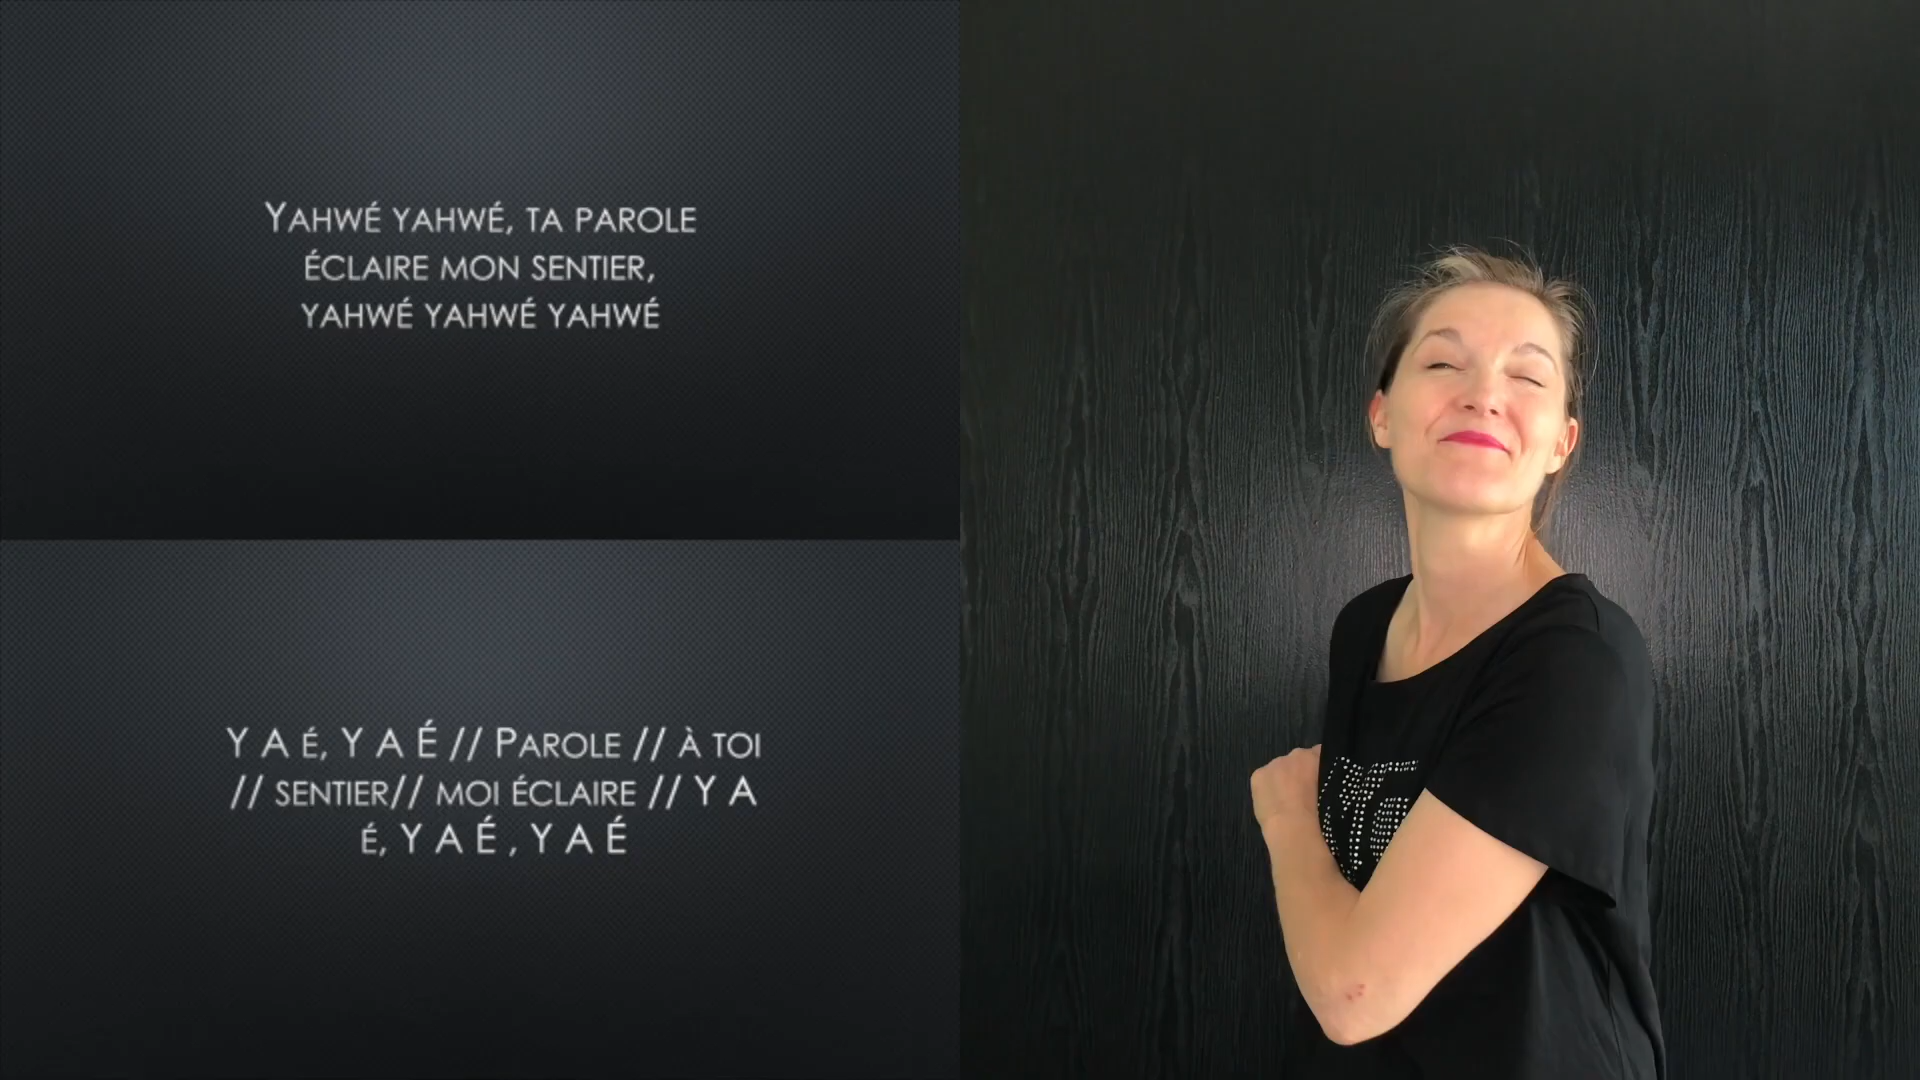 Yahwé yahwé, ta parole
éclaire mon sentier,
yahwé yahwé yahwé
Y A é, Y A É // Parole // à toi
// sentier// moi éclaire // Y A
é, Y A É , Y A É